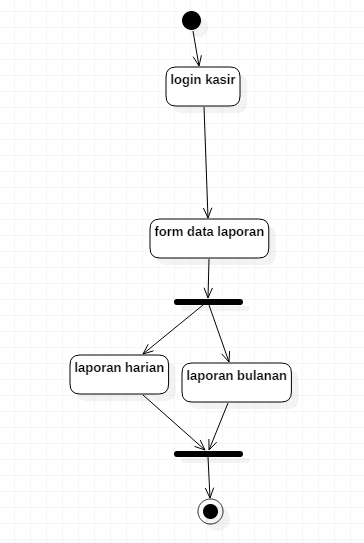 login kasir
form data laporan
laporan harian
laporan bulanan